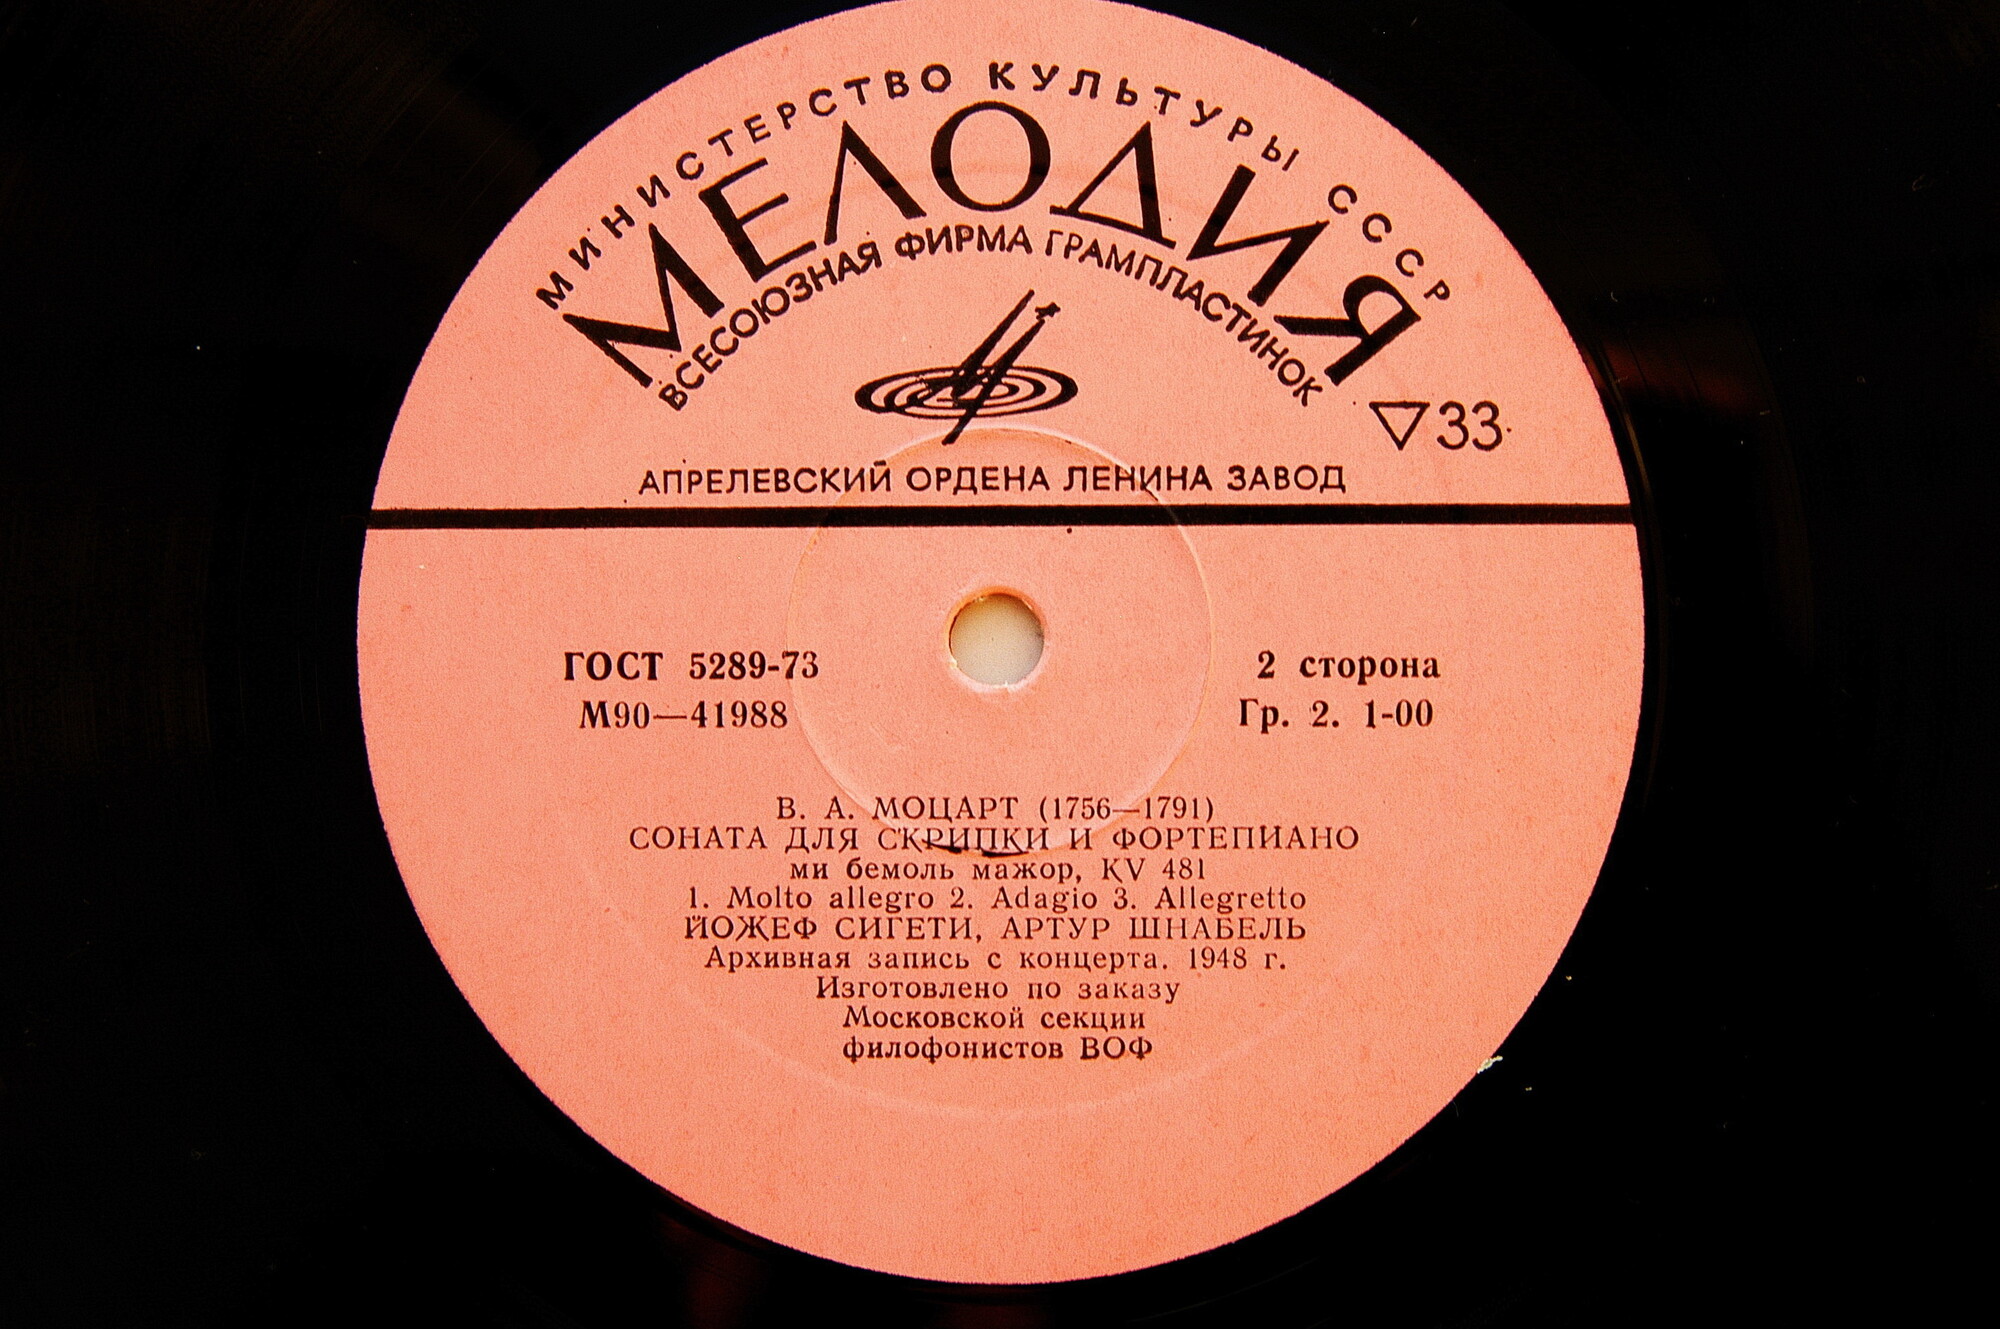 МИНИСТЕРСТВО КУЛЬТУРЫ СССР
МЕЛОДИЯ
ВСЕСОЮЗНАЯ ФИРМА ГРАМПЛАСТИНОК
33
АПРЕЛЕВСКИЙ ОРДЕНА ЛЕНИНА ЗАВОД
ГОСТ 5289-73
2 сторона
М90—41988
Гр. 2. 1-00
В. А. МОЦАРТ (1756—1791)
СОНАТА ДЛЯ СКРИПКИ И ФОРТЕПИАНО
ми бемоль мажор, KV 481
1. Molto allegro 2. Adagio 3. Allegretto
ЙОЖЕФ СИГЕТИ, АРТУР ШНАБЕЛЬ
Архивная запись с концерта. 1948 г.
Изготовлено по заказу
Московской секции
филофонистов ВОФ